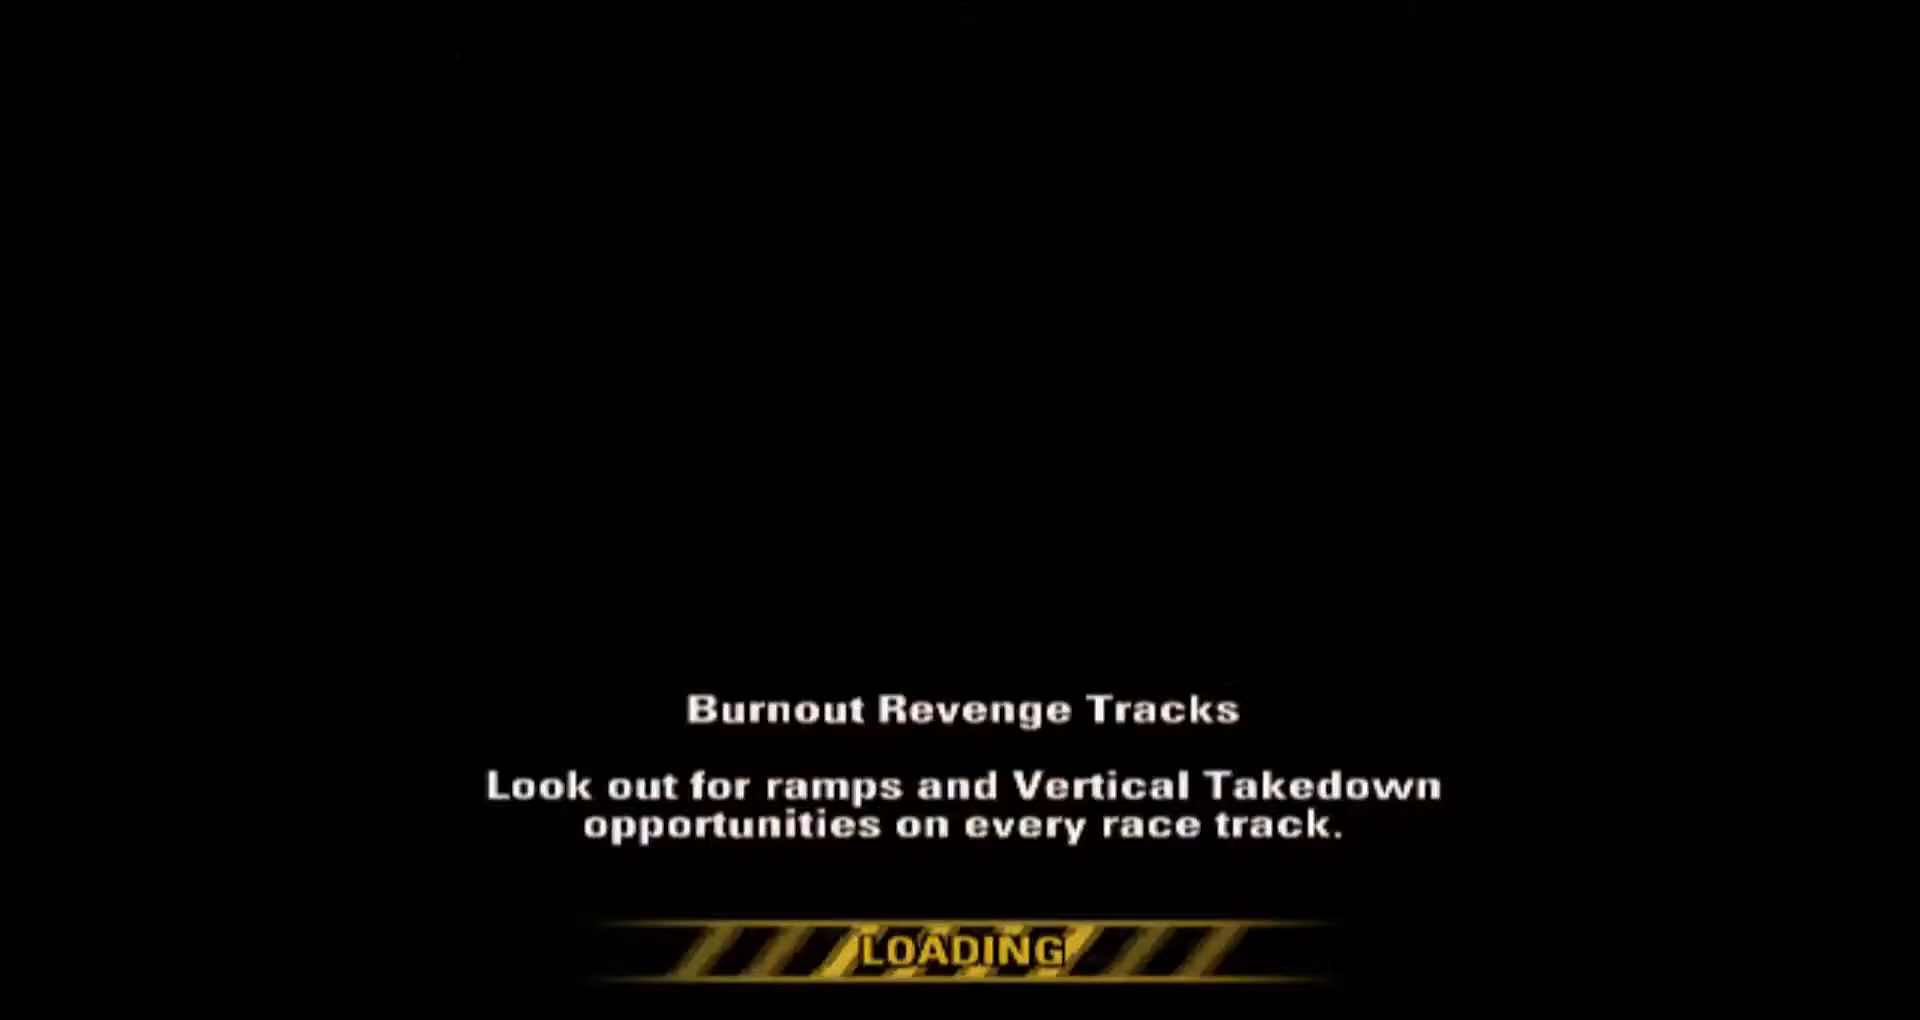 Burnout Revenge Tracks
Look out for ramps and Vertical Takedown
opportunities on every race track.
LOADING